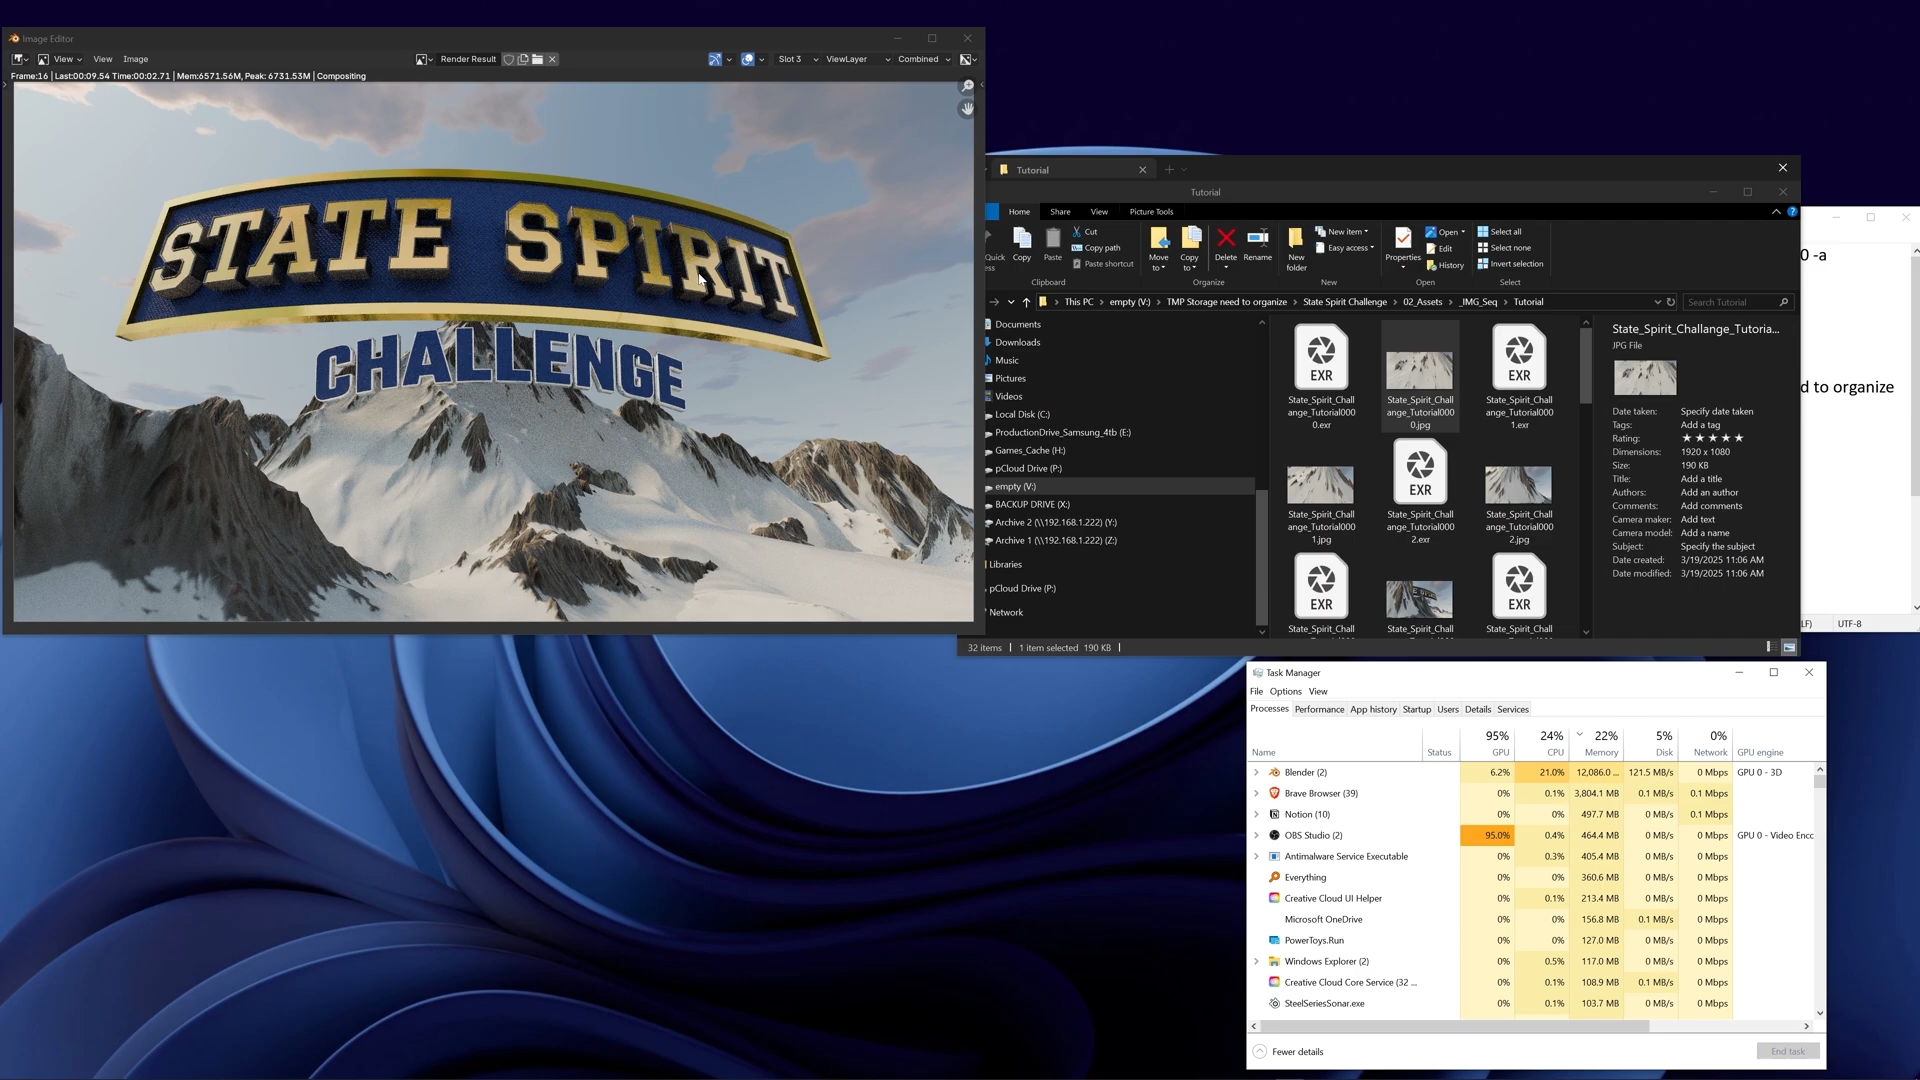 Image Editor
View View Image Render Result Slot 3 ViewLayer Combined
Frame:16 | Last:00:09.54 Time:00:02.71 | Mem:6571.56M, Peak: 6731.53M | Compositing
STATE SPIRIT
CHALLENGE
Tutorial
Tutorial
Home Share View Picture Tools
Copy
Paste
Cut
Copy path
Paste shortcut
Clipboard
Move to
Copy to
Delete
Rename
Organize
New folder
New item
Easy access
New
Properties
Open
Edit
History
Open
Select all
Select none
Invert selection
Select
This PC > empty (V:) > TMP Storage need to organize > State Spirit Challenge > 02_Assets > _IMG_Seq > Tutorial
Search Tutorial
Documents
Downloads
Music
Pictures
Videos
Local Disk (C:)
ProductionDrive_Samsung_4tb (E:)
Games_Cache (H:)
pCloud Drive (P:)
empty (V:)
BACKUP DRIVE (X:)
Archive 2 (\\192.168.1.222) (Y:)
Archive 1 (\\192.168.1.222) (Z:)
Libraries
pCloud Drive (P:)
Network
EXR
EXR
State_Spirit_Chall State_Spirit_Chall State_Spirit_Chall
ange_Tutorial000 ange_Tutorial000 ange_Tutorial000
0.exr 0.jpg 1.exr
EXR
State_Spirit_Chall State_Spirit_Chall State_Spirit_Chall
ange_Tutorial000 ange_Tutorial000 ange_Tutorial000
1.jpg 2.exr 2.jpg
EXR
EXR
State_Spirit_Chall State_Spirit_Chall State_Spirit_Chall
State_Spirit_Challange_Tutoria...
JPG File
Date taken: Specify date taken
Tags: Add a tag
Rating: ★★★★★
Dimensions: 1920 x 1080
Size: 190 KB
Title: Add a title
Authors: Add an author
Comments: Add comments
Camera maker: Add text
Camera model: Add a name
Subject: Specify the subject
Date created: 3/19/2025 11:06 AM
Date modified: 3/19/2025 11:06 AM
32 items | 1 item selected 190 KB |
0 -a
d to organize
LF) UTF-8
Task Manager
File Options View
Processes Performance App history Startup Users Details Services
95% 24% 22% 5% 0%
Name Status GPU CPU Memory Disk Network GPU engine
Blender (2) 6.2% 21.0% 12,086.0 ... 121.5 MB/s 0 Mbps GPU 0 - 3D
Brave Browser (39) 0% 0.1% 3,804.1 MB 0.1 MB/s 0.1 Mbps
Notion (10) 0% 0% 497.7 MB 0 MB/s 0.1 Mbps
OBS Studio (2) 95.0% 0.4% 464.4 MB 0 MB/s 0 Mbps GPU 0 - Video Enc
Antimalware Service Executable 0% 0.3% 405.4 MB 0 MB/s 0 Mbps
Everything 0% 0% 360.6 MB 0 MB/s 0 Mbps
Creative Cloud UI Helper 0% 0.1% 213.4 MB 0 MB/s 0 Mbps
Microsoft OneDrive 0% 0% 156.8 MB 0.1 MB/s 0 Mbps
PowerToys.Run 0% 0% 127.0 MB 0 MB/s 0 Mbps
Windows Explorer (2) 0% 0.5% 117.0 MB 0 MB/s 0 Mbps
Creative Cloud Core Service (32 ... 0% 0.1% 108.9 MB 0.1 MB/s 0 Mbps
SteelSeriesSonar.exe 0% 0.1% 103.7 MB 0 MB/s 0 Mbps
Fewer details
End task